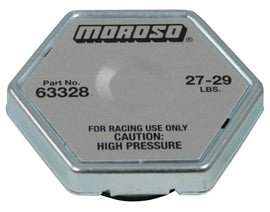 MOROSO®
Part No.
63328
27-29
LBS.
FOR RACING USE ONLY
CAUTION:
HIGH PRESSURE